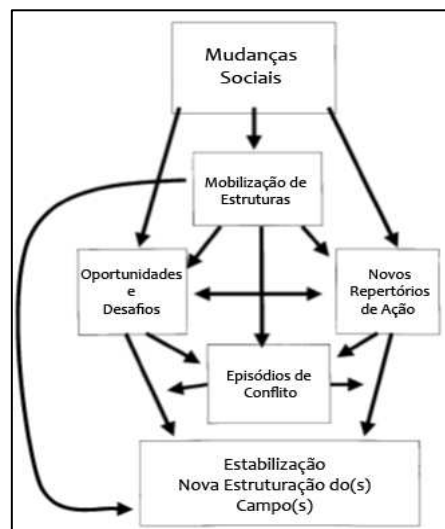 Mudanças
Sociais
Mobilização de
Estruturas
Oportunidades
e
Desafios
Novos
Repertórios
de Ação
Episódios de
Conflito
Estabilização
Nova Estruturação do(s)
Campo(s)